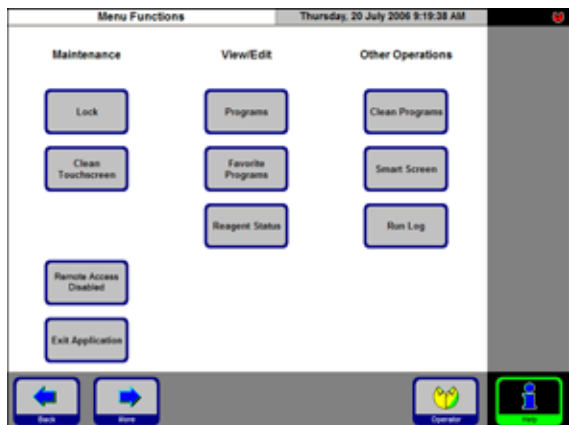 Menu Functions
Thursday, 20 July 2006 9:19:38 AM
Maintenance
View/Edit
Other Operations
Lock
Programs
Clean Programs
Clean
Touchscreen
Favorite
Programs
Smart Screen
Reagent Status
Run Log
Remote Access
Disabled
Exit Application
Back
More
Operator
Help